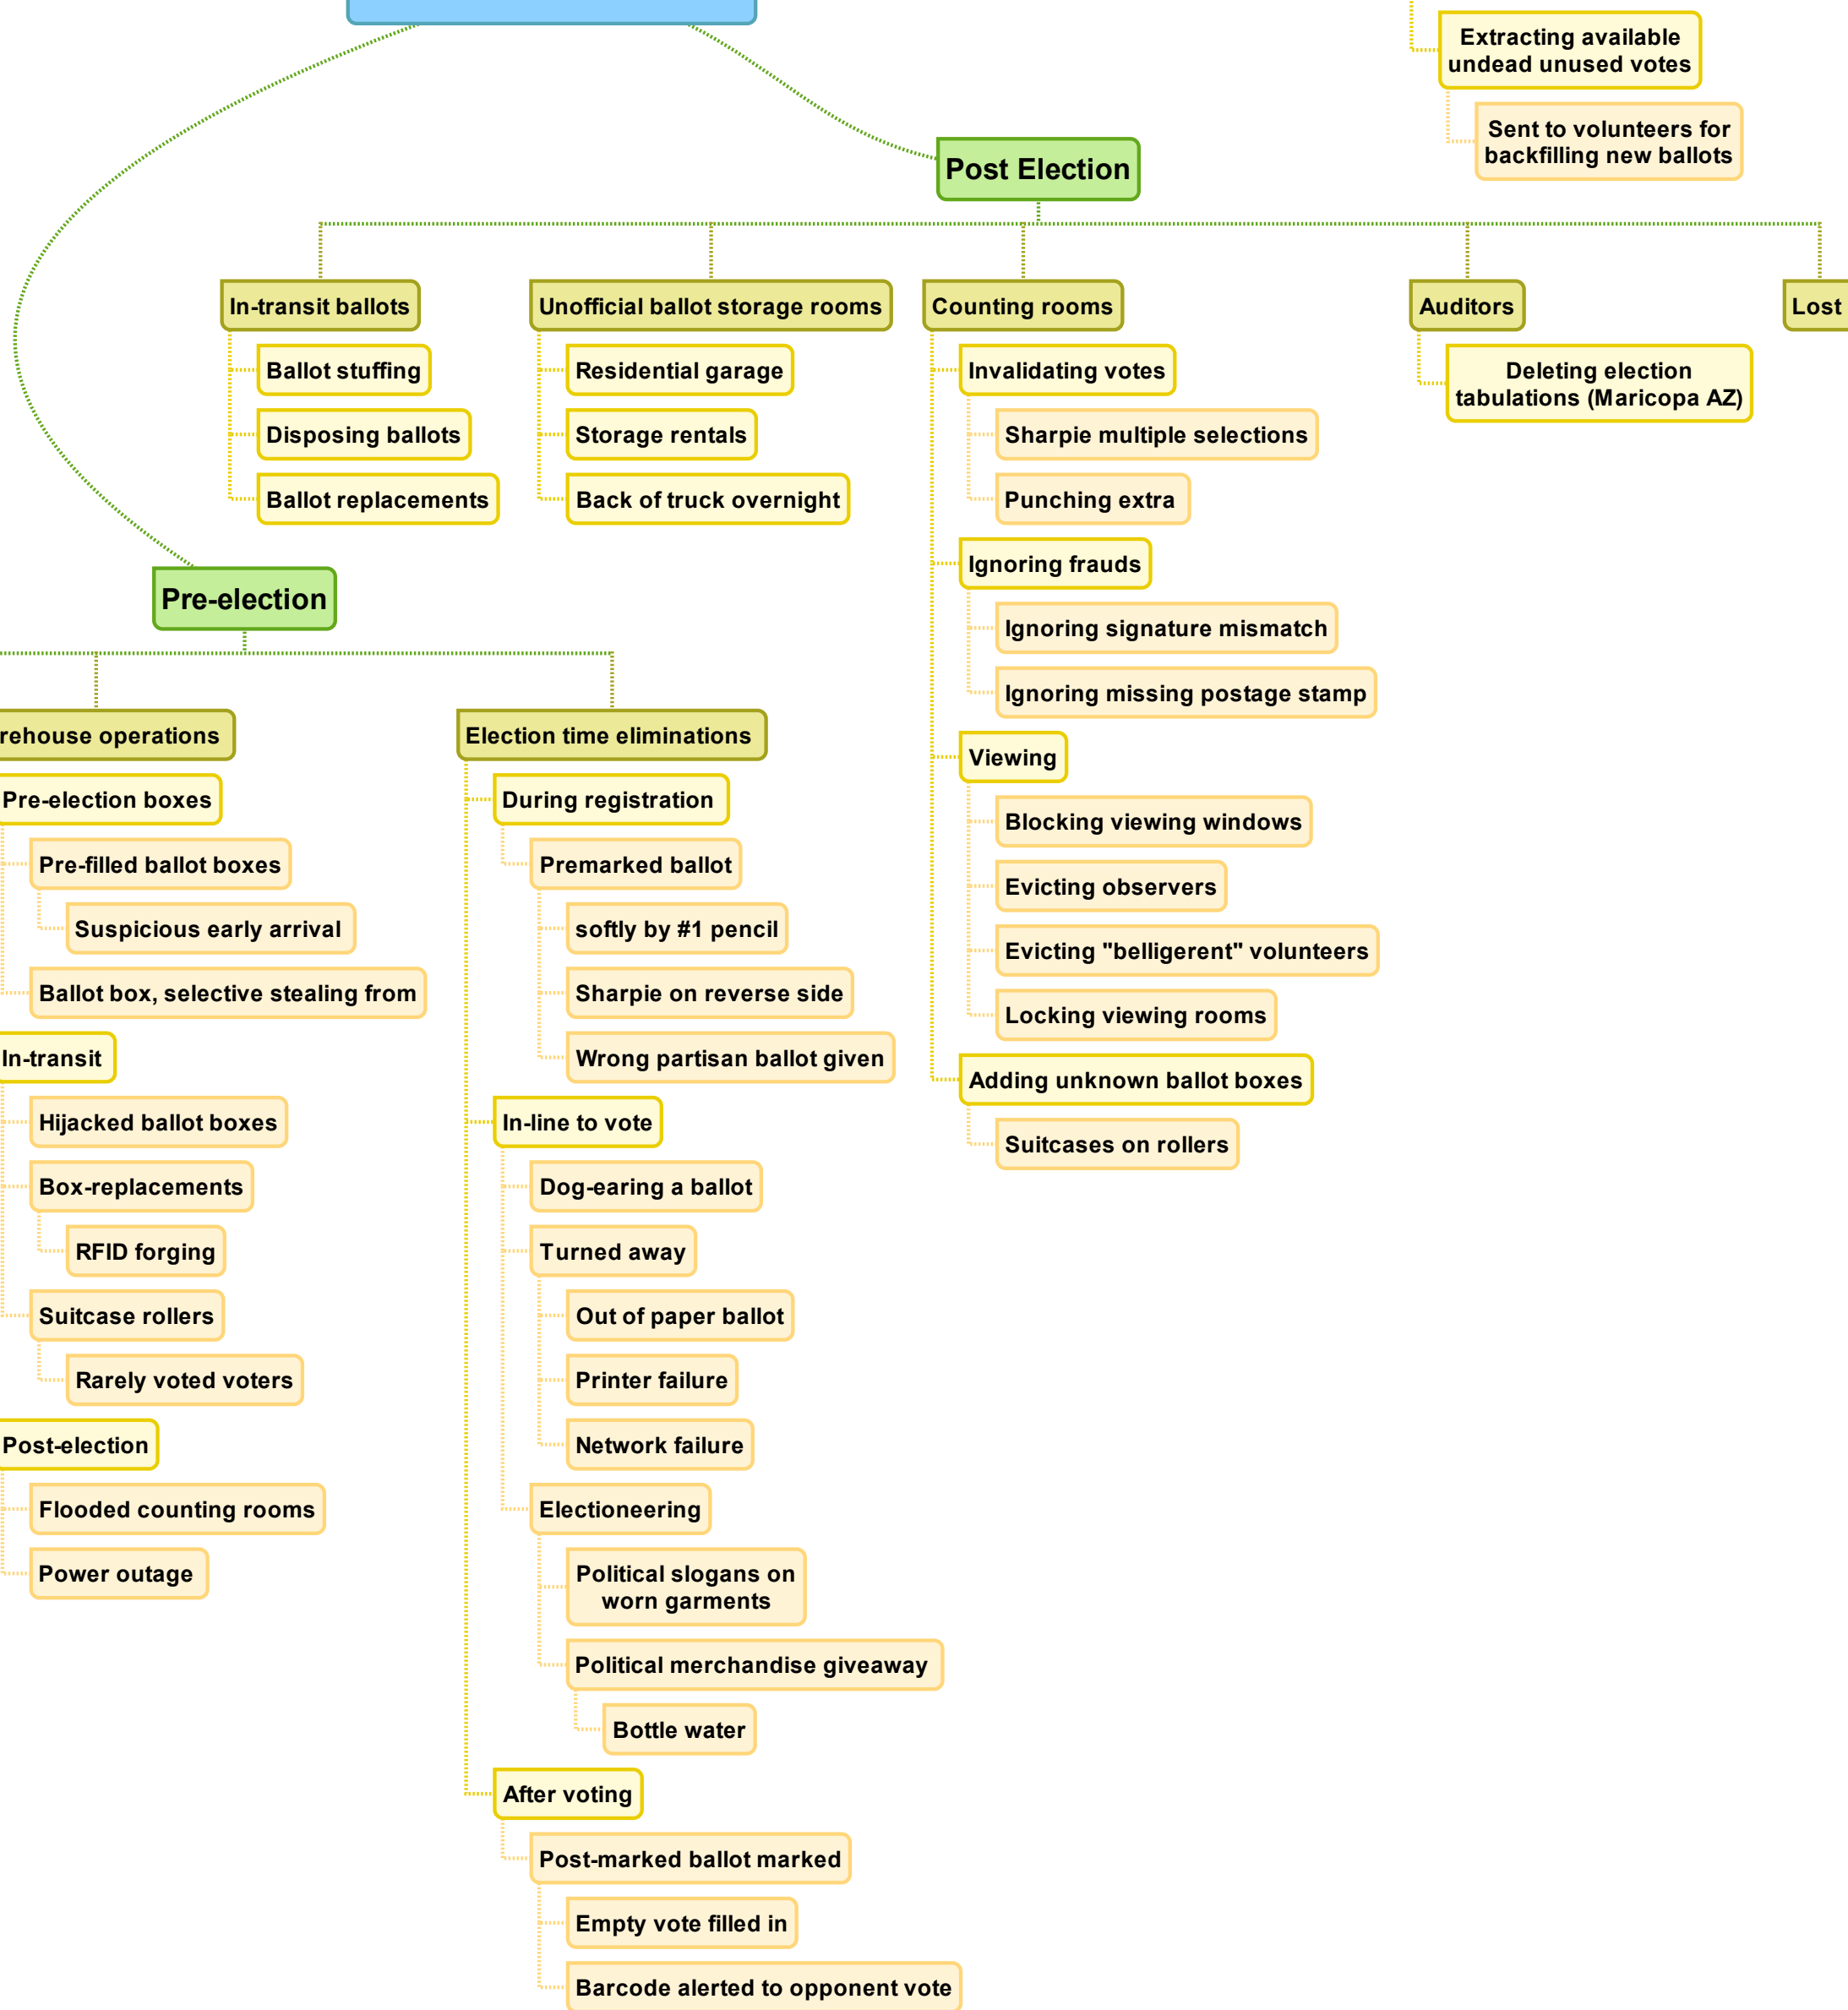 Extracting available
undead unused votes
Sent to volunteers for
backfilling new ballots
Post Election
In-transit ballots
Ballot stuffing
Disposing ballots
Ballot replacements
Unofficial ballot storage rooms
Residential garage
Storage rentals
Back of truck overnight
Counting rooms
Invalidating votes
Sharpie multiple selections
Punching extra
Ignoring frauds
Ignoring signature mismatch
Ignoring missing postage stamp
Viewing
Blocking viewing windows
Evicting observers
Evicting "belligerent" volunteers
Locking viewing rooms
Adding unknown ballot boxes
Suitcases on rollers
Auditors
Deleting election
tabulations (Maricopa AZ)
Lost
Pre-election
rehouse operations
Pre-election boxes
Pre-filled ballot boxes
Suspicious early arrival
Ballot box, selective stealing from
In-transit
Hijacked ballot boxes
Box-replacements
RFID forging
Suitcase rollers
Rarely voted voters
Post-election
Flooded counting rooms
Power outage
Election time eliminations
During registration
Premarked ballot
softly by #1 pencil
Sharpie on reverse side
Wrong partisan ballot given
In-line to vote
Dog-earing a ballot
Turned away
Out of paper ballot
Printer failure
Network failure
Electioneering
Political slogans on
worn garments
Political merchandise giveaway
Bottle water
After voting
Post-marked ballot marked
Empty vote filled in
Barcode alerted to opponent vote